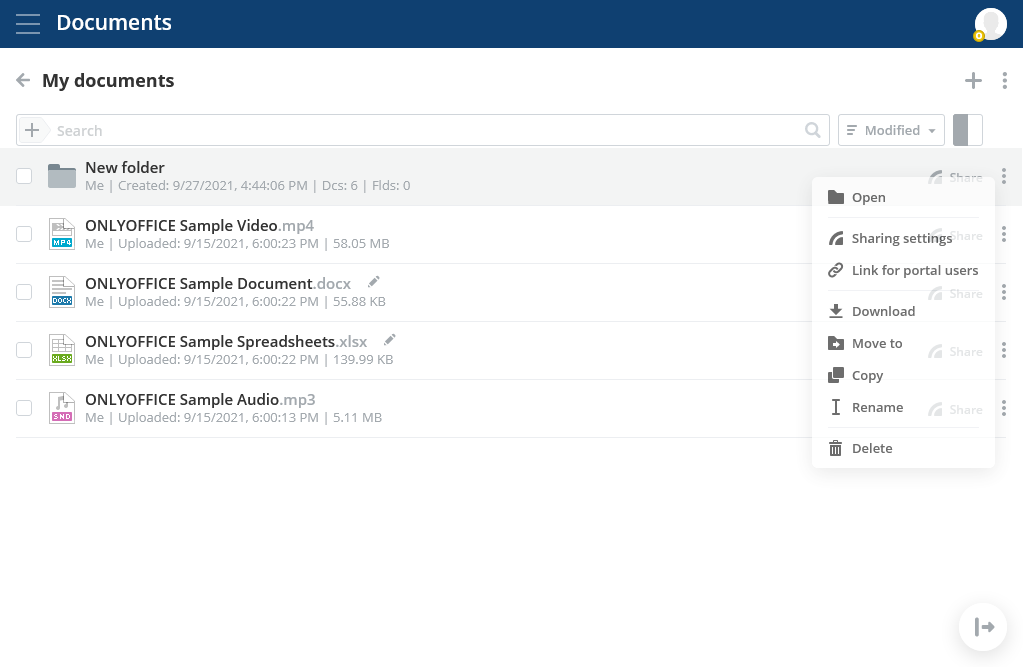 Documents
My documents
Search
Modified
New folder
Me | Created: 9/27/2021, 4:44:06 PM | Dcs: 6 | Flds: 0
Share
ONLYOFFICE Sample Video.mp4
Me | Uploaded: 9/15/2021, 6:00:23 PM | 58.05 MB
Share
MP4
ONLYOFFICE Sample Document.docx
Me | Uploaded: 9/15/2021, 6:00:22 PM | 55.88 KB
Share
DOCX
ONLYOFFICE Sample Spreadsheets.xlsx
Me | Uploaded: 9/15/2021, 6:00:22 PM | 139.99 KB
Share
XLSX
ONLYOFFICE Sample Audio.mp3
Me | Uploaded: 9/15/2021, 6:00:13 PM | 5.11 MB
Share
SND
Open
Sharing settings
Link for portal users
Download
Move to
Copy
Rename
Delete